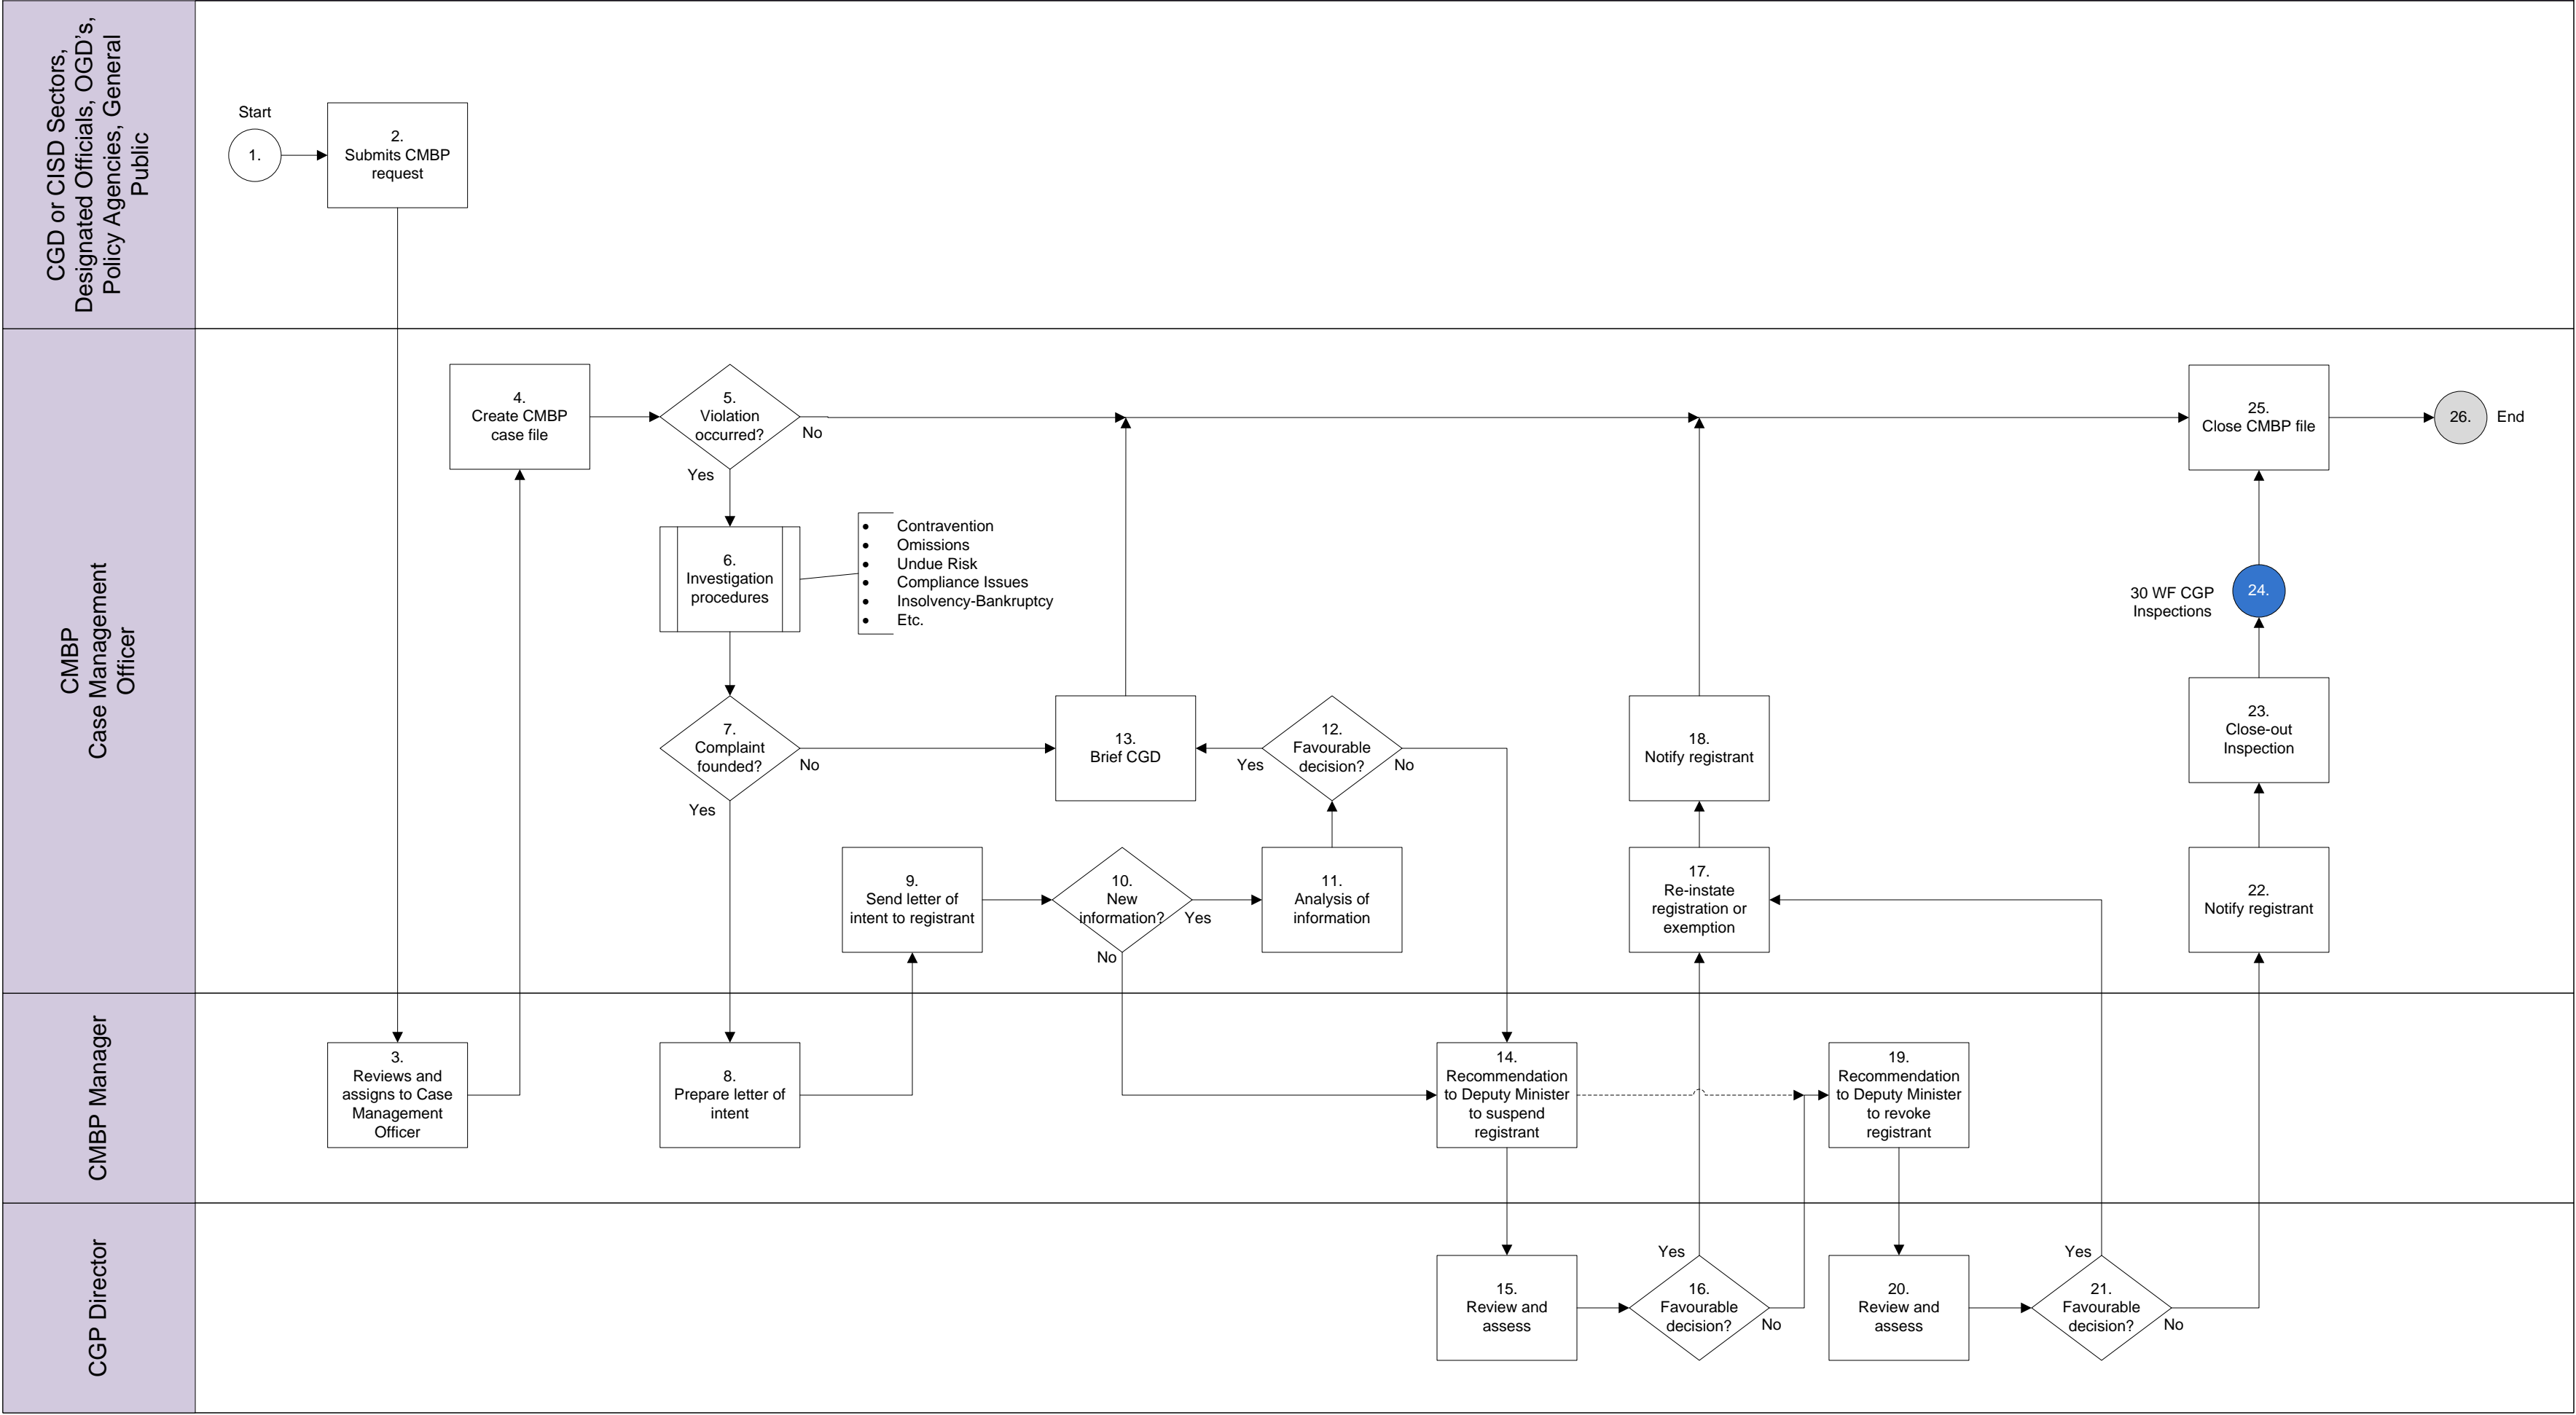 CGD or CISD Sectors,
Designated Officials, OGD's,
Policy Agencies, General
Public
Start
1.
2.
Submits CMBP
request
CMBP
Case Management
Officer
4.
Create CMBP
case file
5.
Violation
occurred?
No
Yes
25.
Close CMBP file
26.
End
6.
Investigation
procedures
• Contravention
• Omissions
• Undue Risk
• Compliance Issues
• Insolvency-Bankruptcy
• Etc.
30 WF CGP
Inspections
24.
7.
Complaint
founded?
No
Yes
13.
Brief CGD
12.
Favourable
decision?
Yes
No
18.
Notify registrant
23.
Close-out
Inspection
9.
Send letter of
intent to registrant
10.
New
information?
Yes
No
11.
Analysis of
information
17.
Re-instate
registration or
exemption
22.
Notify registrant
CMBP Manager
3.
Reviews and
assigns to Case
Management
Officer
8.
Prepare letter of
intent
14.
Recommendation
to Deputy Minister
to suspend
registrant
19.
Recommendation
to Deputy Minister
to revoke
registrant
CGP Director
15.
Review and
assess
Yes
16.
Favourable
decision?
No
20.
Review and
assess
Yes
21.
Favourable
decision?
No